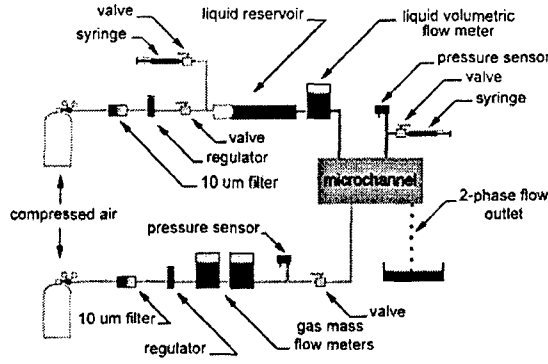 valve
syringe
liquid reservoir
liquid volumetric
flow meter
pressure sensor
valve
syringe
valve
regulator
10 um filter
microchannel
compressed air
2-phase flow
outlet
pressure sensor
10 um filter
regulator
gas mass
flow meters
valve